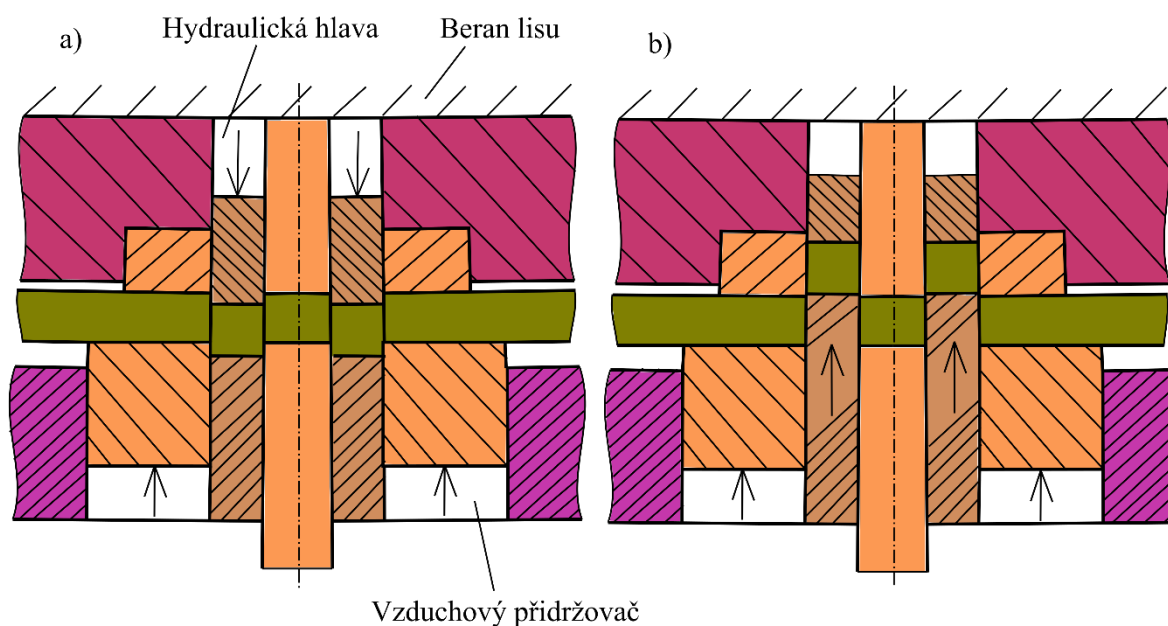 a)
Hydraulická hlava
Beran lisu
b)
Vzduchový přidržovač